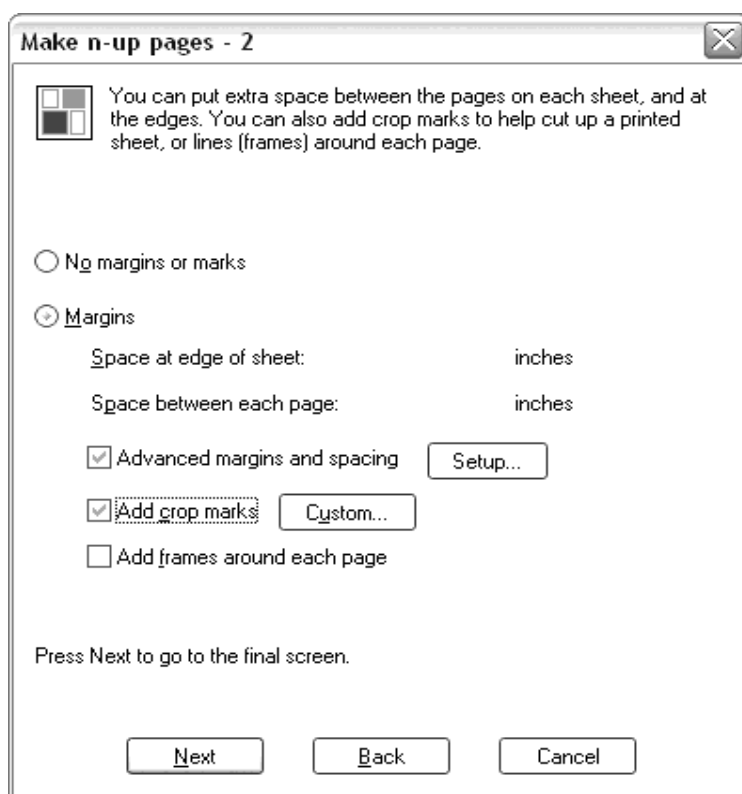 Make n-up pages - 2
You can put extra space between the pages on each sheet, and at
the edges. You can also add crop marks to help cut up a printed
sheet, or lines (frames) around each page.
No margins or marks
Margins
Space at edge of sheet: inches
Space between each page: inches
Advanced margins and spacing Setup...
Add crop marks Custom...
Add frames around each page
Press Next to go to the final screen.
Next Back Cancel